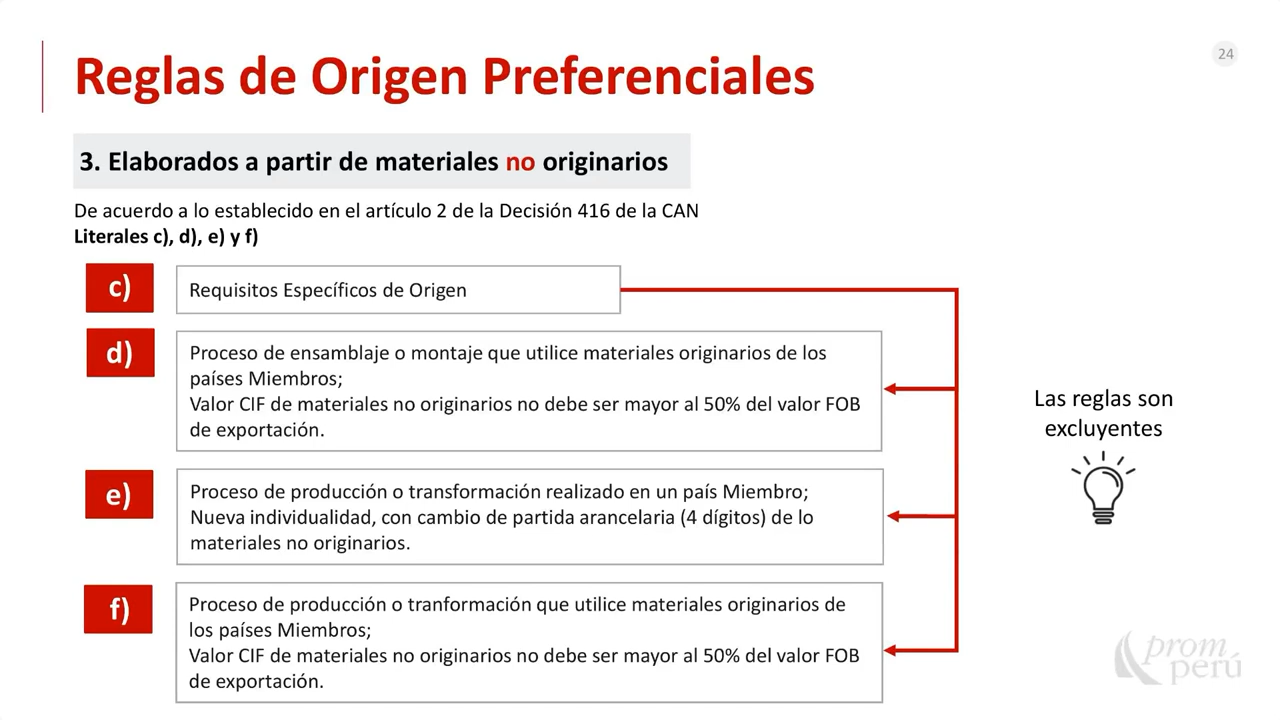 24
Reglas de Origen Preferenciales
3. Elaborados a partir de materiales no originarios
De acuerdo a lo establecido en el artículo 2 de la Decisión 416 de la CAN
Literales c), d), e) y f)
c)
Requisitos Específicos de Origen
d)
Proceso de ensamblaje o montaje que utilice materiales originarios de los
países Miembros;
Valor CIF de materiales no originarios no debe ser mayor al 50% del valor FOB
de exportación.
e)
Proceso de producción o transformación realizado en un país Miembro;
Nueva individualidad, con cambio de partida arancelaria (4 dígitos) de lo
materiales no originarios.
f)
Proceso de producción o tranformación que utilice materiales originarios de
los países Miembros;
Valor CIF de materiales no originarios no debe ser mayor al 50% del valor FOB
de exportación.
Las reglas son
excluyentes
prom
perú